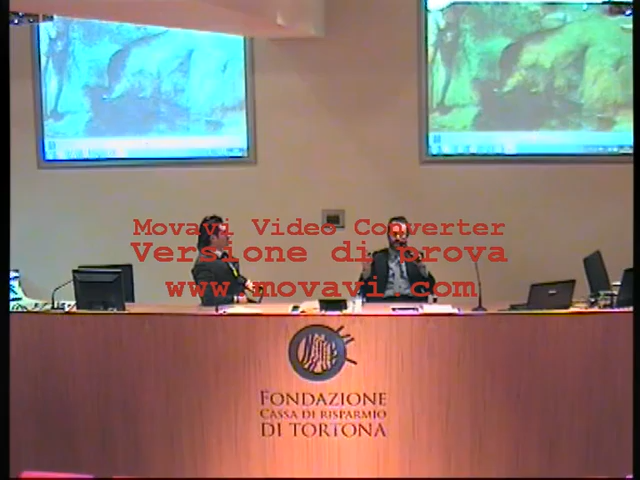 Movavi Video Converter
Versione di prova
www.movavi.com
FONDAZIONE
CASSA DI RISPARMIO
DI TORTONA